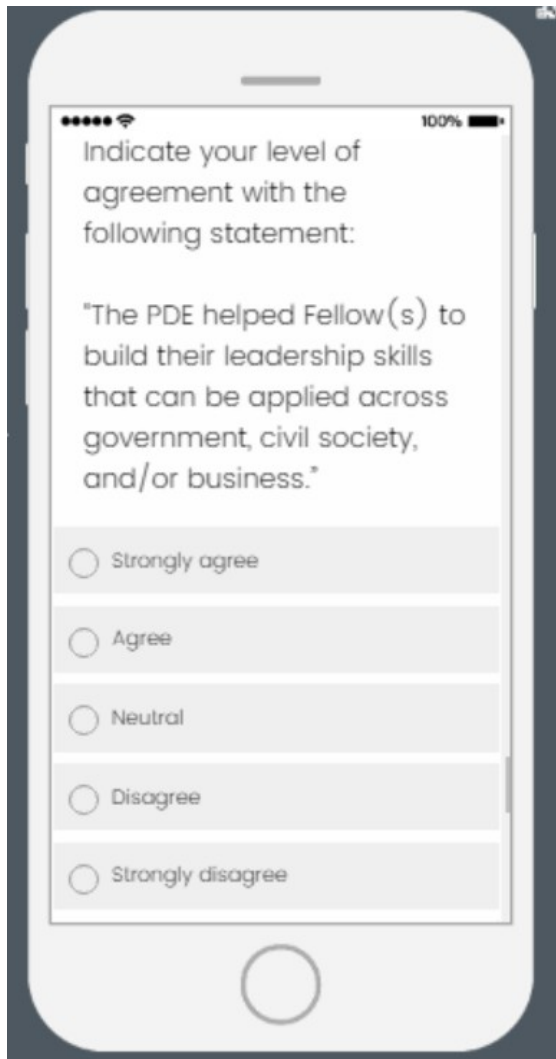 100%
Indicate your level of
agreement with the
following statement:
"The PDE helped Fellow(s) to
build their leadership skills
that can be applied across
government, civil society,
and/or business."
Strongly agree
Agree
Neutral
Disagree
Strongly disagree